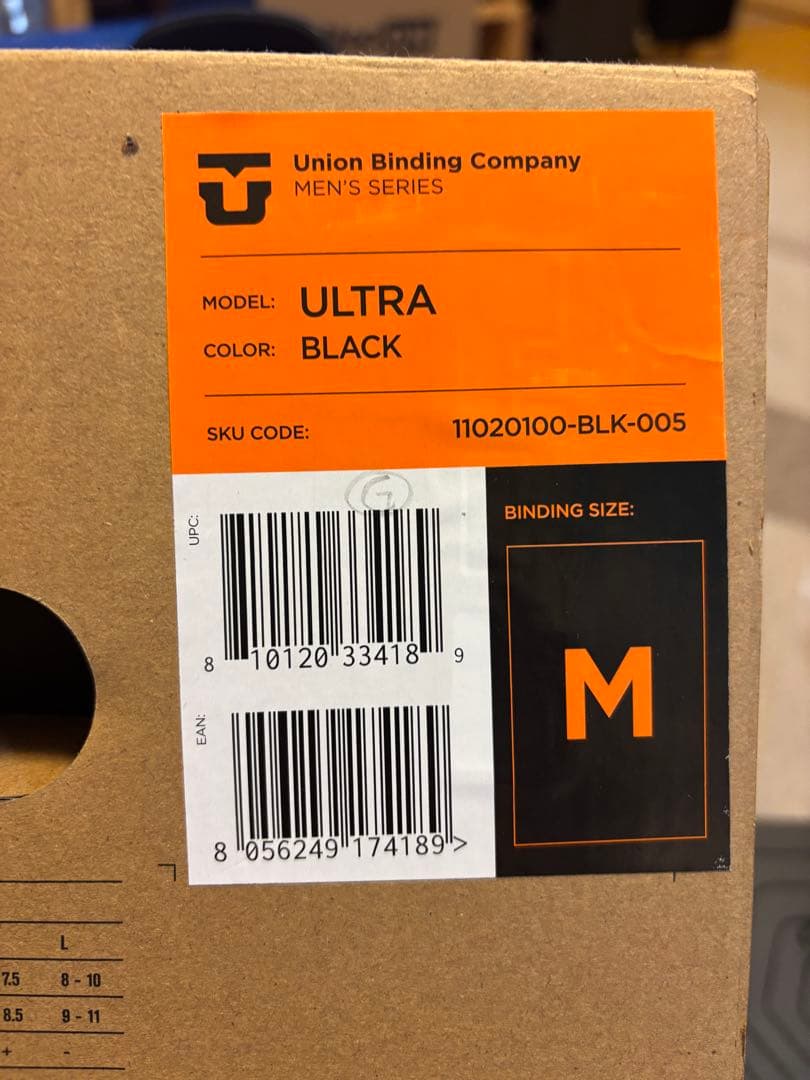 Union Binding Company
MEN'S SERIES
MODEL: ULTRA
COLOR: BLACK
SKU CODE: 11020100-BLK-005
G
UPC:
8 10120 33418 9
BINDING SIZE:
M
EAN:
8 056249 174189 >
L
7.5 8 - 10
8.5 9 - 11
+ -